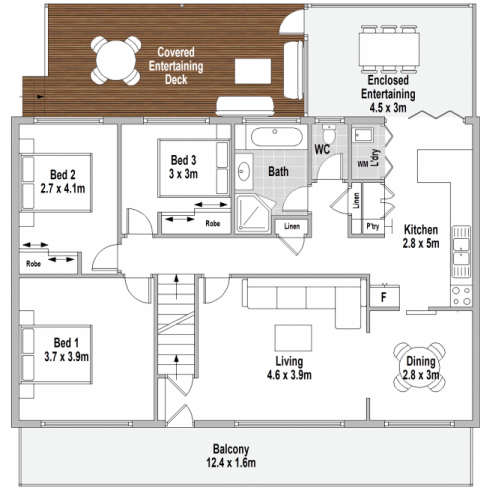 Covered
Entertaining
Deck
Enclosed
Entertaining
4.5 x 3m
Bed 2
2.7 x 4.1m
Bed 3
3 x 3m
Bath
WC
WM
L'dry
Linen
P'try
Kitchen
2.8 x 5m
Robe
Linen
Robe
F
Bed 1
3.7 x 3.9m
Living
4.6 x 3.9m
Dining
2.8 x 3m
Balcony
12.4 x 1.6m